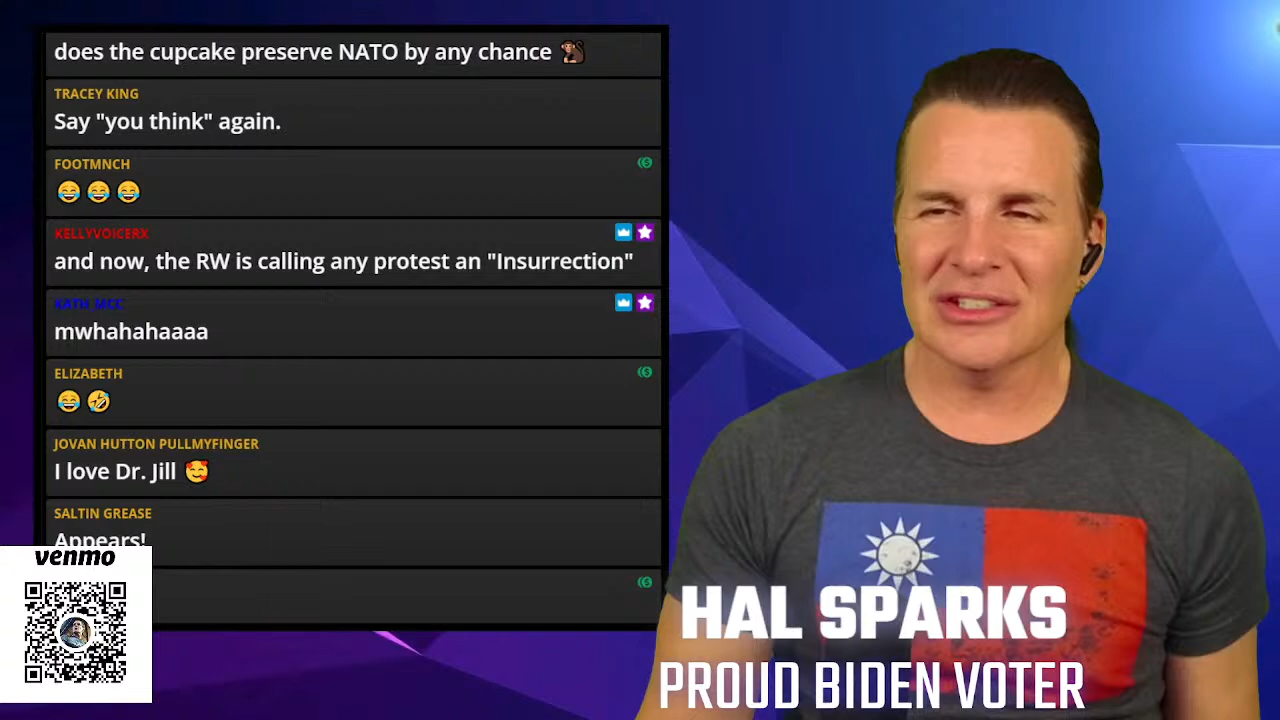 does the cupcake preserve NATO by any chance 🐒
TRACEY KING
Say "you think" again.
FOOTMNCH
😂 😂 😂
KELLYVOICERX
and now, the RW is calling any protest an "Insurrection"
KATH MCC
mwhahahaaaa
ELIZABETH
😂 🤣
JOVAN HUTTON PULLMYFINGER
I love Dr. Jill 🥰
SALTIN GREASE
Appears!
venmo
HAL SPARKS
PROUD BIDEN VOTER